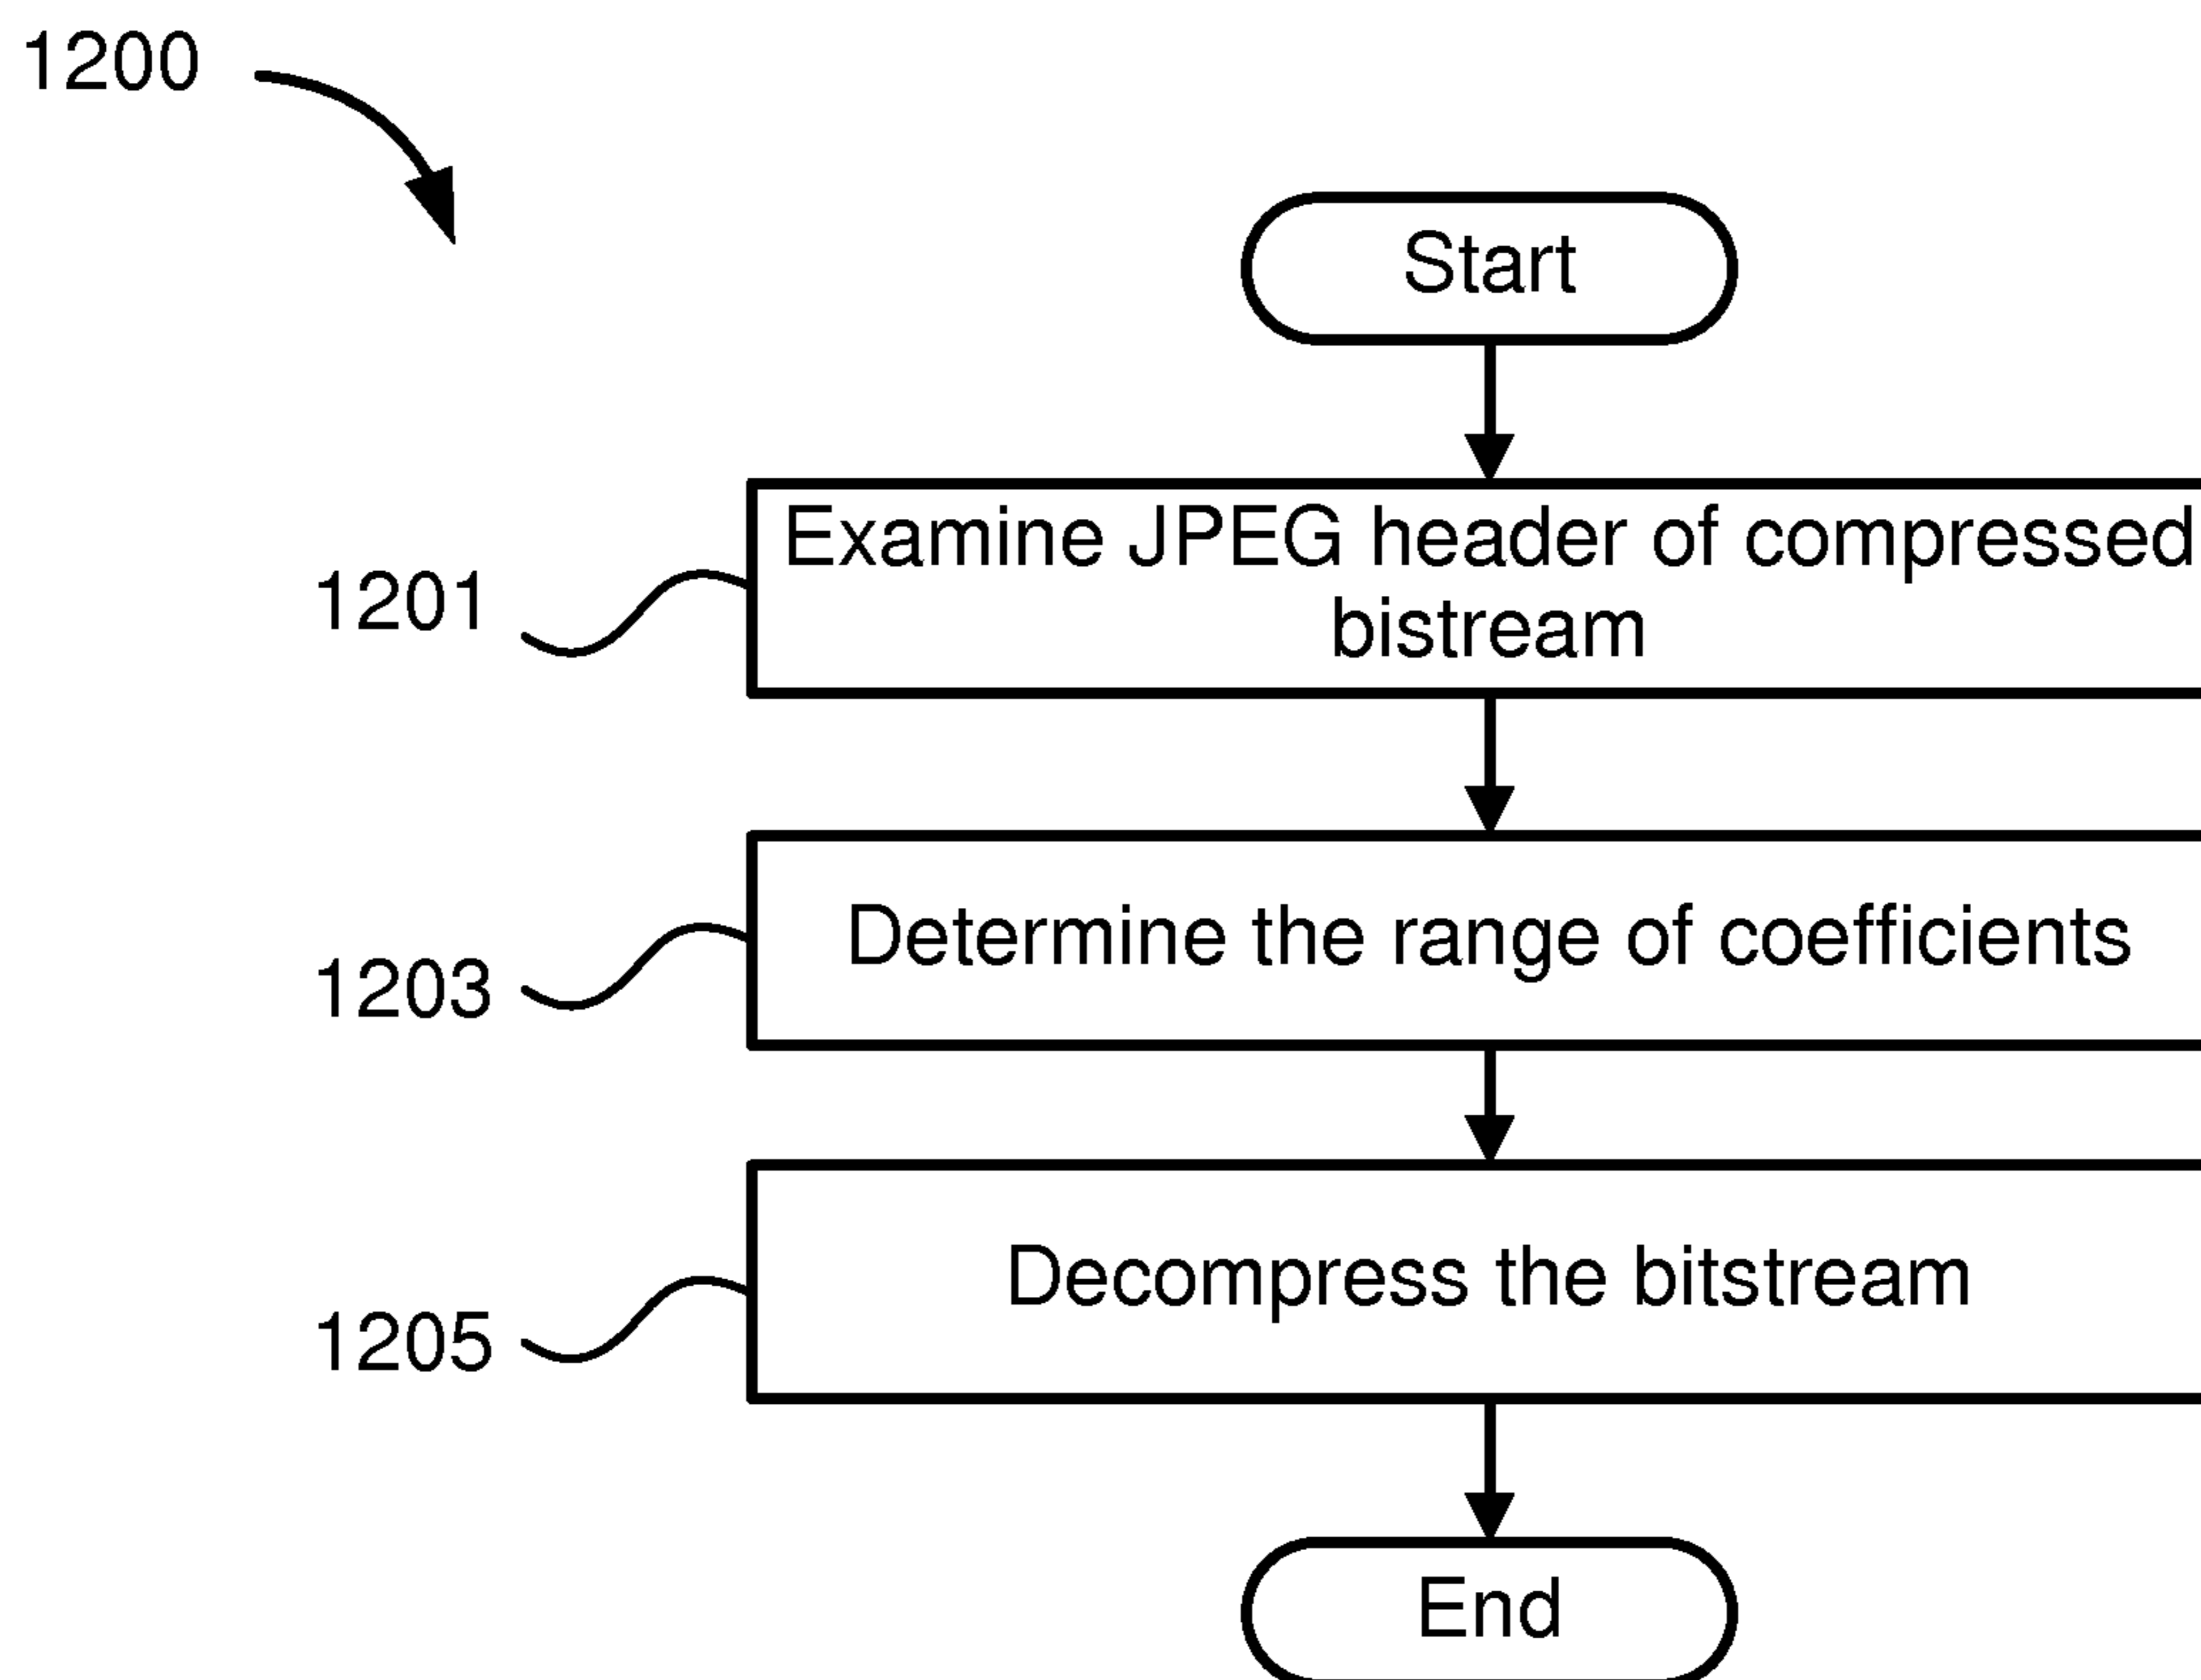 1200
Start
Examine JPEG header of compressed
bistream
1201
Determine the range of coefficients
1203
Decompress the bitstream
1205
End